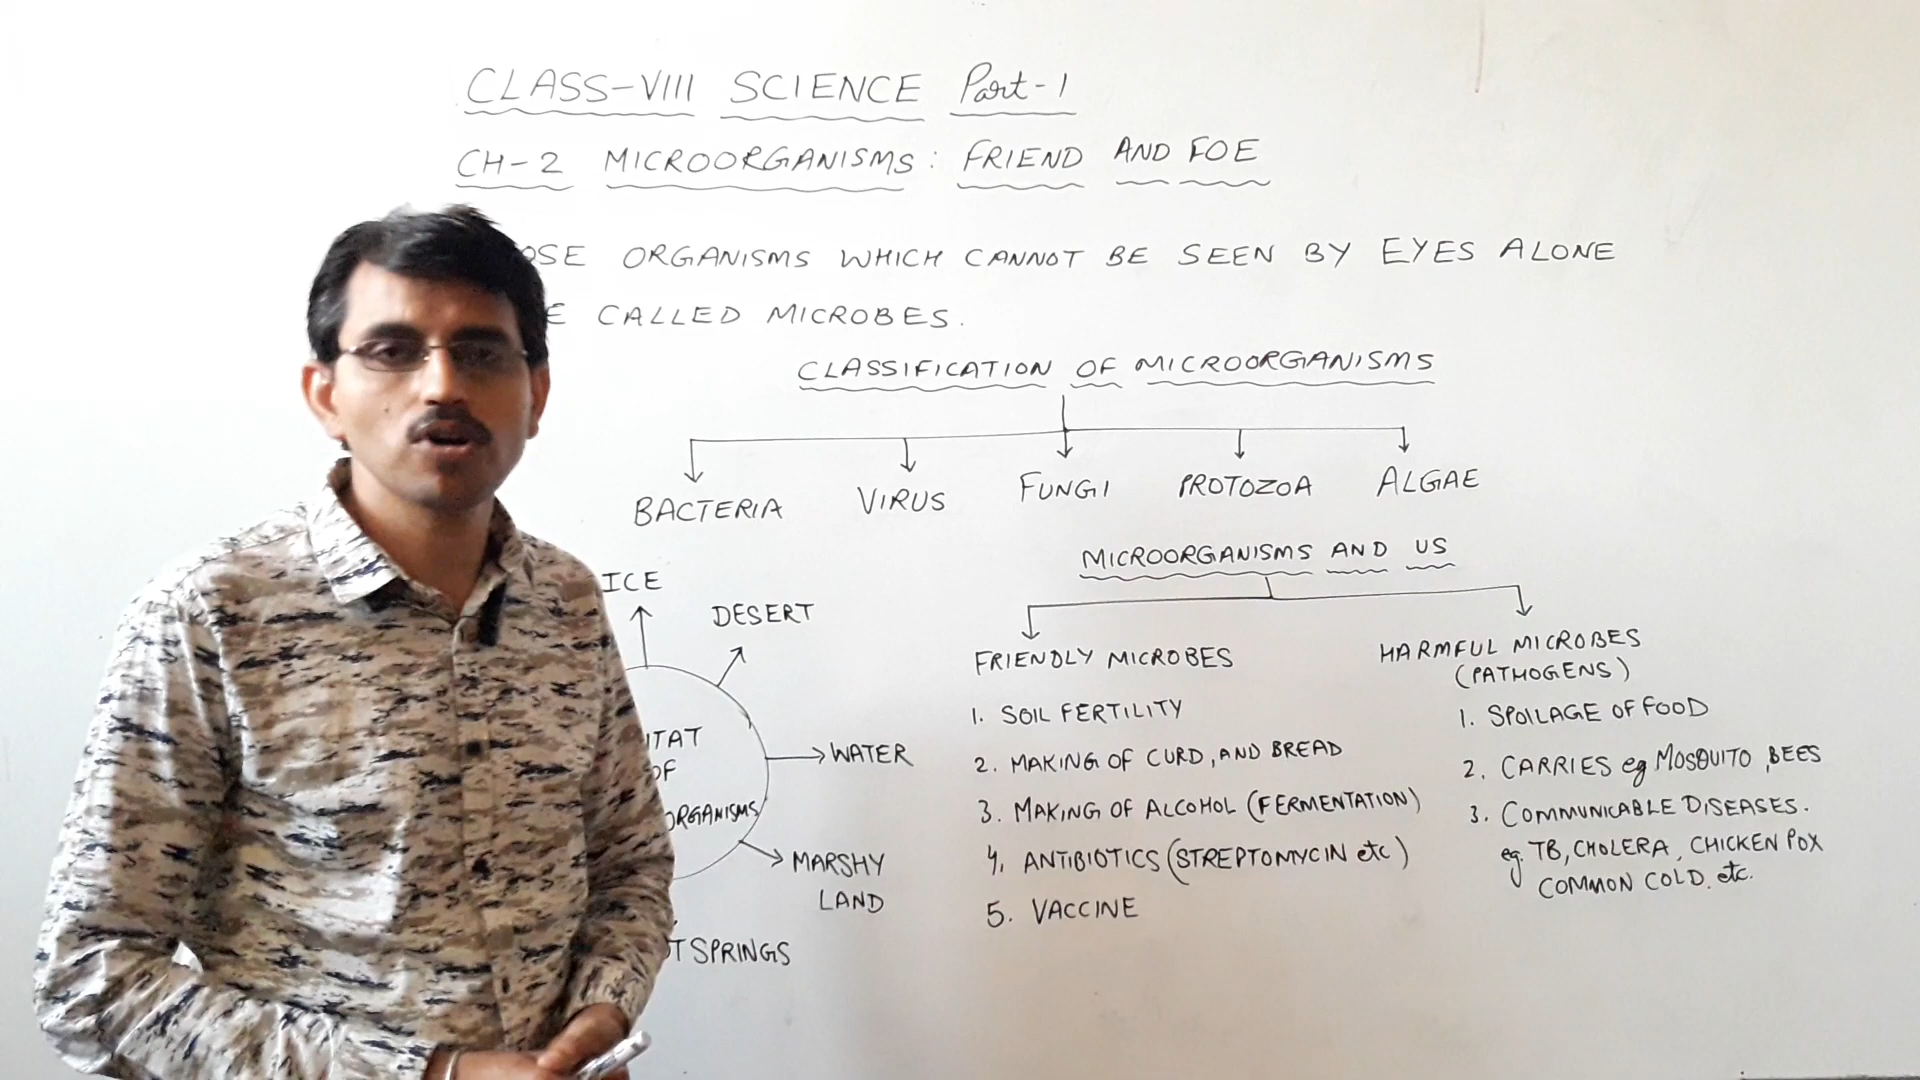 CLASS-VIII SCIENCE Part-1
CH-2 MICROORGANISMS: FRIEND AND FOE
ORGANISMS WHICH CANNOT BE SEEN BY EYES ALONE
CALLED MICROBES.
CLASSIFICATION OF MICROORGANISMS
BACTERIA VIRUS FUNGI PROTOZOA ALGAE
ICE
DESERT
WATER
MARSHY
LAND
SPRINGS
OF
MICROORGANISMS AND US
FRIENDLY MICROBES
1. SOIL FERTILITY
2. MAKING OF CURD, AND BREAD
3. MAKING OF ALCOHOL (FERMENTATION)
4. ANTIBIOTICS (STREPTOMYCIN etc)
5. VACCINE
HARMFUL MICROBES
(PATHOGENS)
1. SPOILAGE OF FOOD
2. CARRIES eg MOSQUITO, BEES
3. COMMUNICABLE DISEASES.
eg. TB, CHOLERA, CHICKEN POX
COMMON COLD. etc.